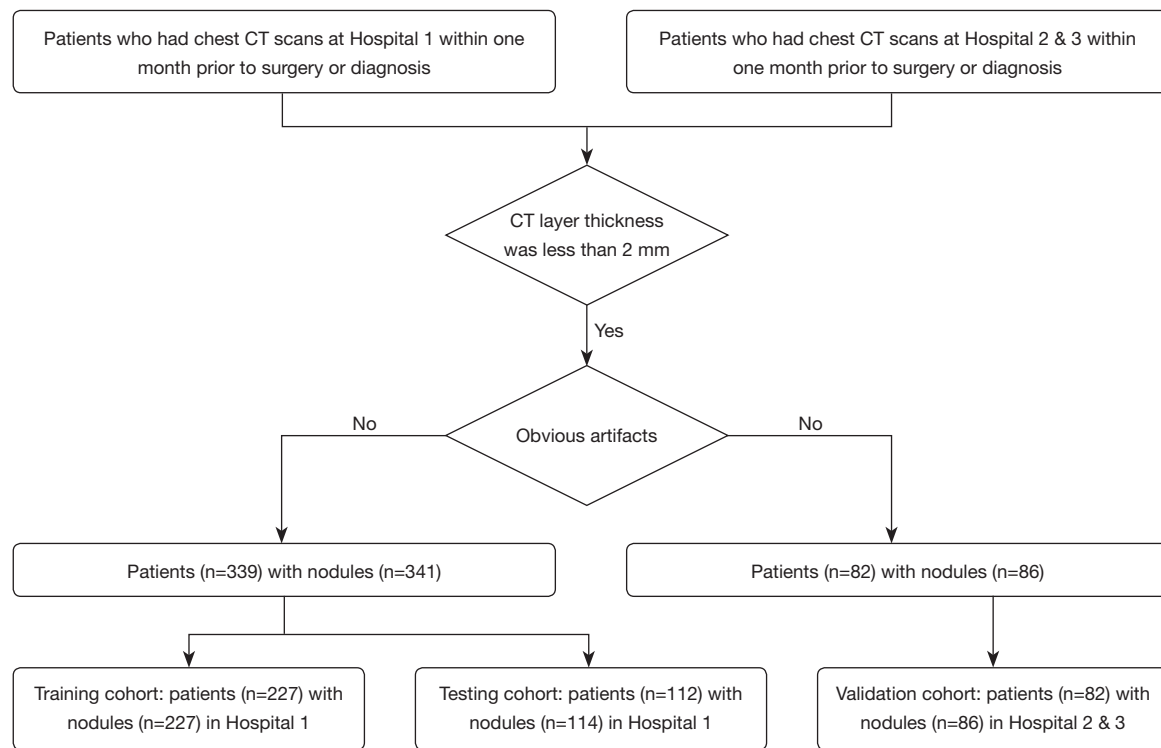 Patients who had chest CT scans at Hospital 1 within one
month prior to surgery or diagnosis
Patients who had chest CT scans at Hospital 2 & 3 within
one month prior to surgery or diagnosis
CT layer thickness
was less than 2 mm
Yes
No
Obvious artifacts
No
Patients (n=339) with nodules (n=341)
Patients (n=82) with nodules (n=86)
Training cohort: patients (n=227) with
nodules (n=227) in Hospital 1
Testing cohort: patients (n=112) with
nodules (n=114) in Hospital 1
Validation cohort: patients (n=82) with
nodules (n=86) in Hospital 2 & 3